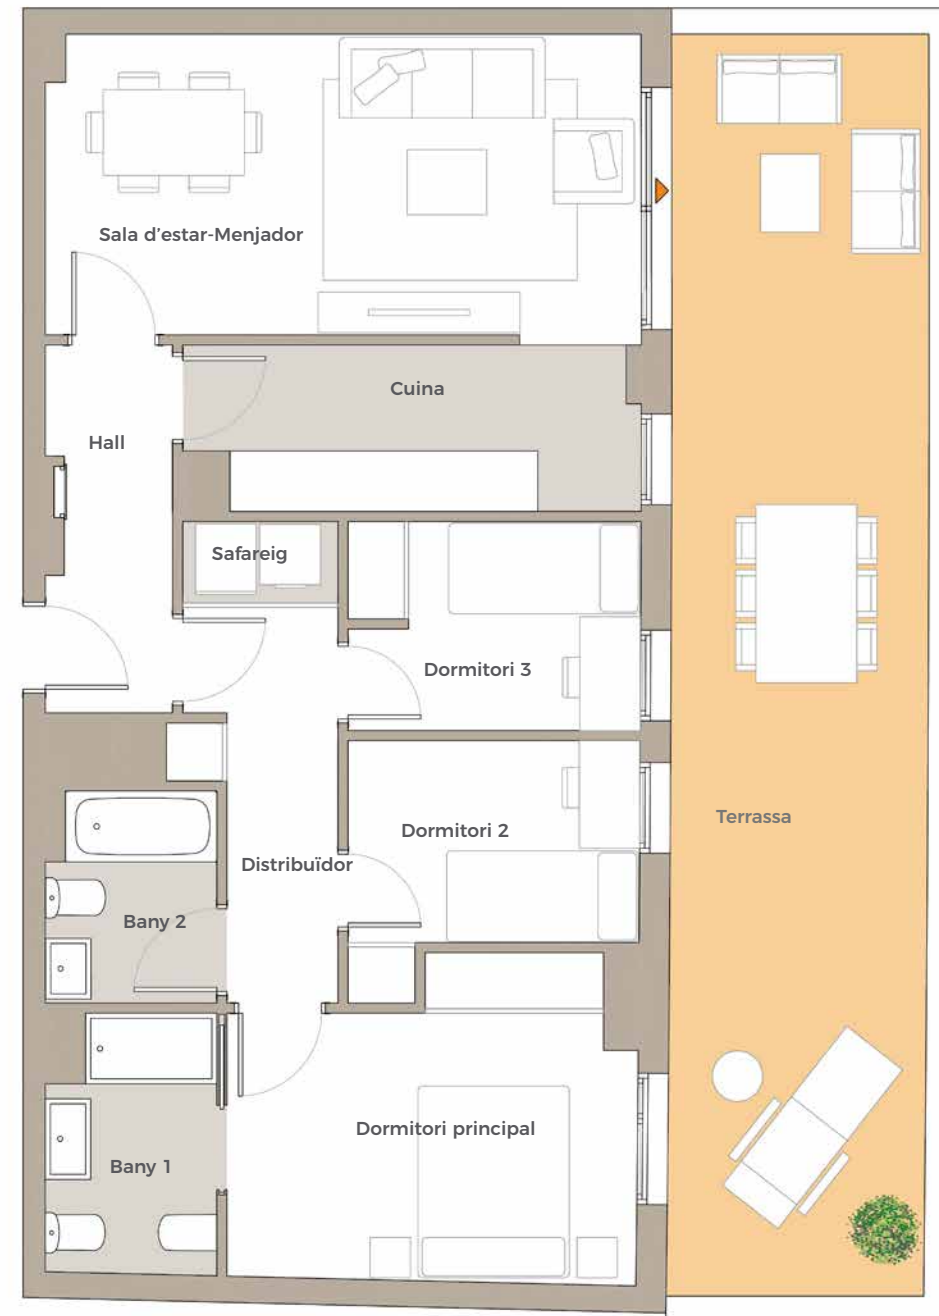 Sala d'estar-Menjador
Cuina
Hall
Safareig
Dormitori 3
Terrassa
Dormitori 2
Distribuïdor
Bany 2
Dormitori principal
Bany 1